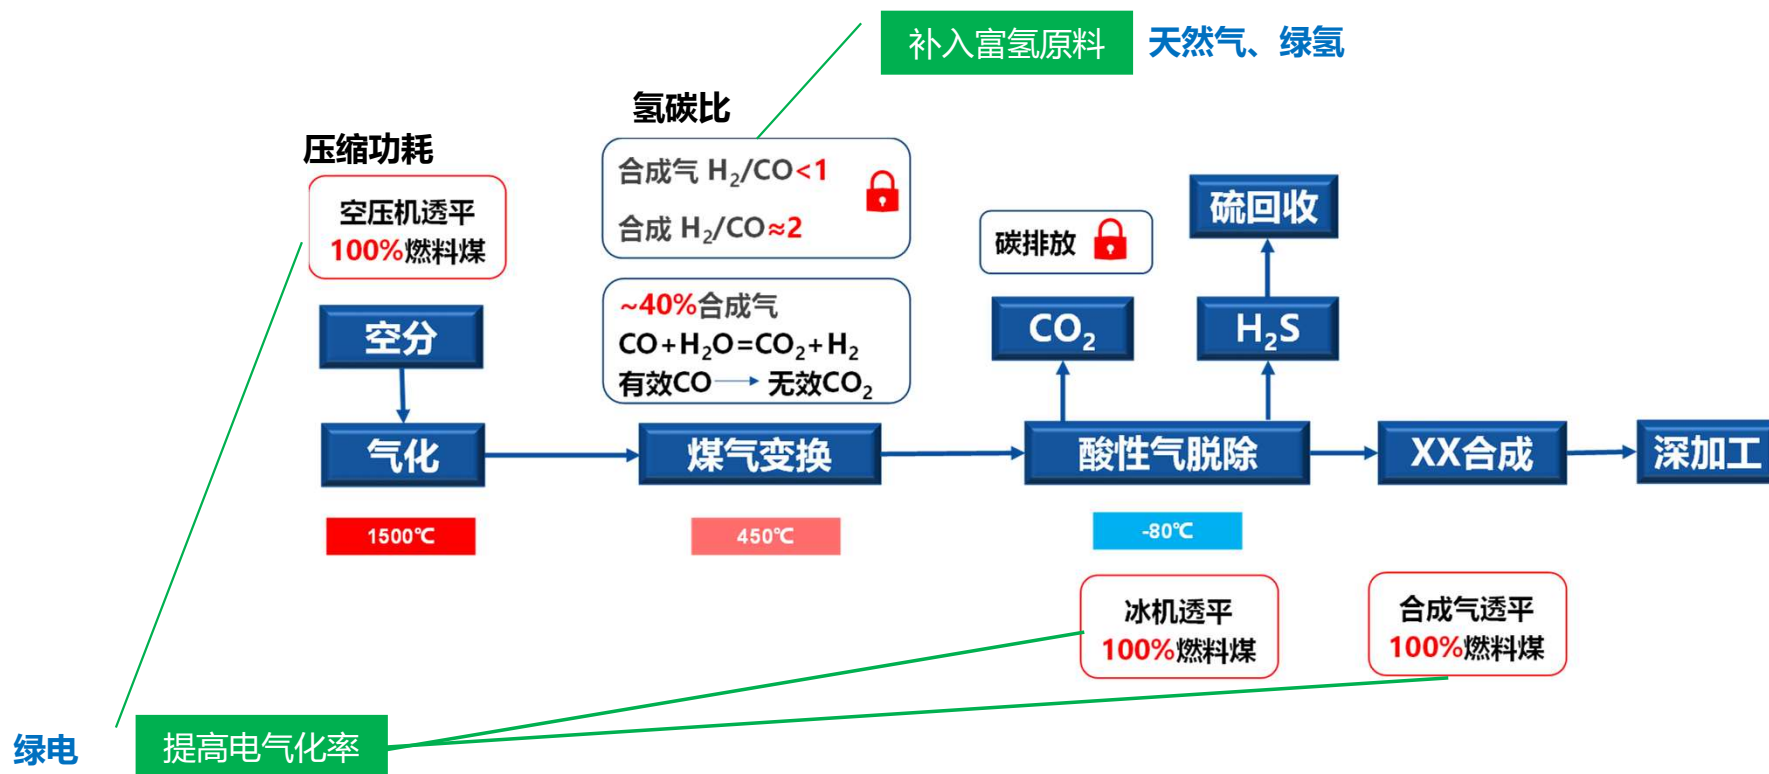 补入富氢原料
天然气、绿氢
氢碳比
压缩功耗
合成气 H₂/CO<1
合成 H₂/CO≈2
空压机透平
100%燃料煤
碳排放
硫回收
~40%合成气
CO+H₂O=CO₂+H₂
有效CO → 无效CO₂
空分
CO₂
H₂S
气化
煤气变换
酸性气脱除
XX合成
深加工
1500℃
450℃
-80℃
冰机透平
100%燃料煤
合成气透平
100%燃料煤
绿电
提高电气化率